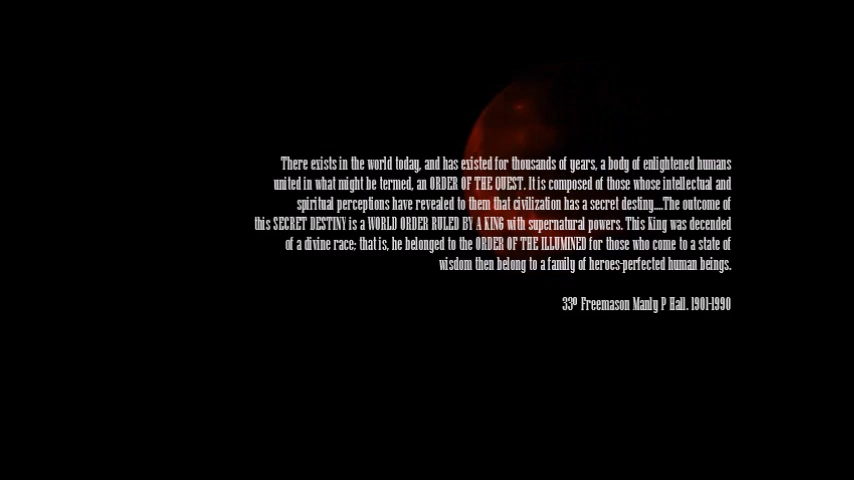 There exists in the world today, and has existed for thousands of years, a body of enlightened humans
united in what might be termed, an ORDER OF THE QUEST. It is composed of those whose intellectual and
spiritual perceptions have revealed to them that civilization has a secret destiny....The outcome of
this SECRET DESTINY is a WORLD ORDER RULED BY A KING with supernatural powers. This King was decended
of a divine race; that is, he belonged to the ORDER OF THE ILLUMINED for those who come to a state of
wisdom then belong to a family of heroes-perfected human beings.
33º Freemason Manly P Hall. 1901-1990